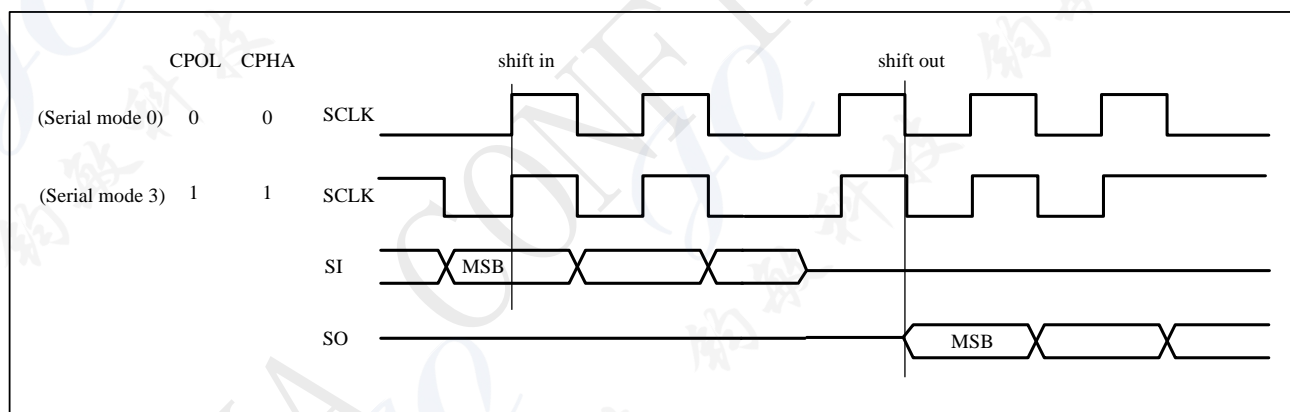 CPOL CPHA shift in shift out
(Serial mode 0) 0 0 SCLK
(Serial mode 3) 1 1 SCLK
SI MSB
SO MSB